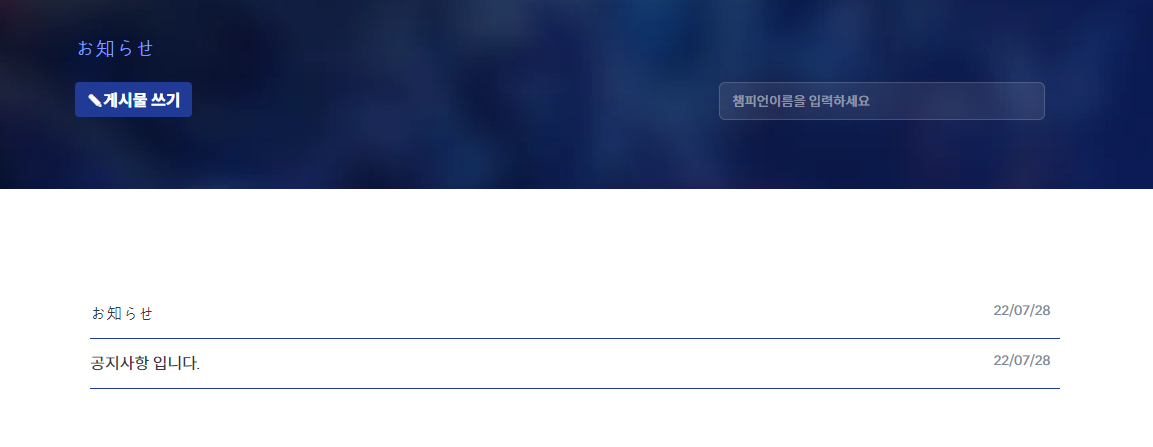 お知らせ
✎게시물 쓰기
챔피언이름을 입력하세요
お知らせ 22/07/28
공지사항 입니다. 22/07/28